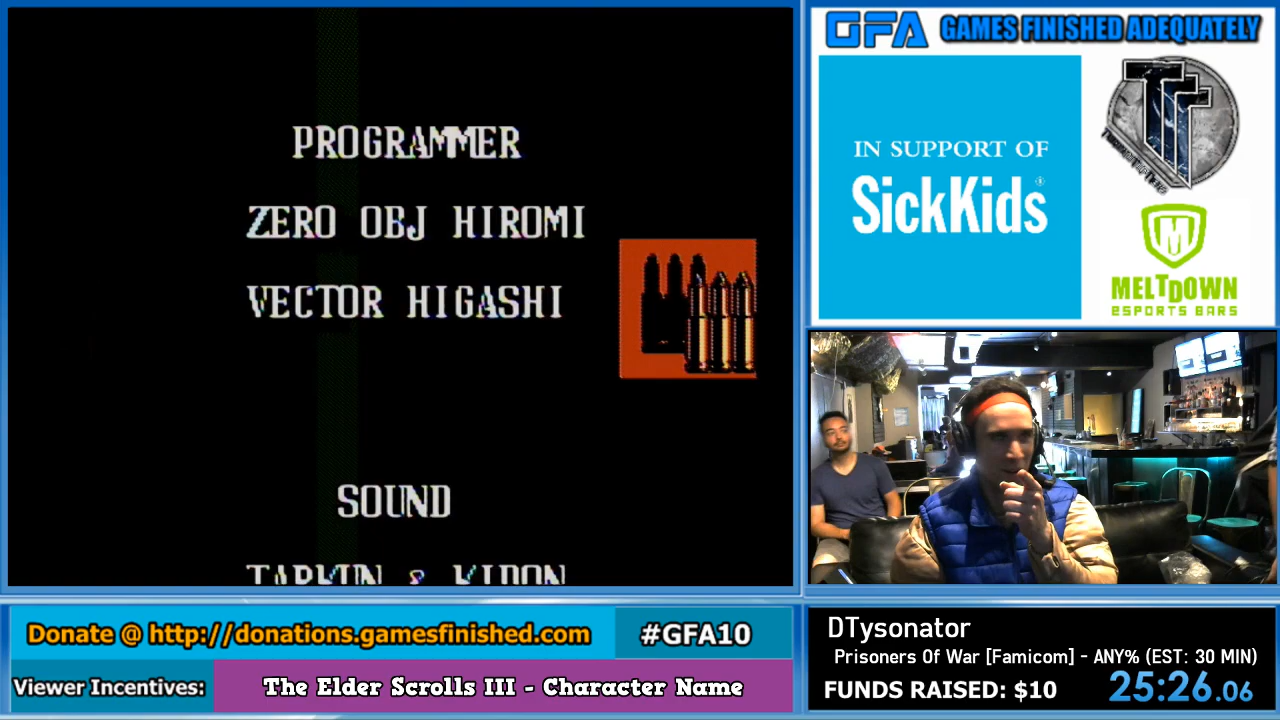 PROGRAMMER
ZERO OBJ HIROMI
VECTOR HIGASHI
SOUND
GFA GAMES FINISHED ADEQUATELY
IN SUPPORT OF
SickKids
MELTDOWN
ESPORTS BARS
Donate @ http://donations.gamesfinished.com
#GFA10
Viewer Incentives:
The Elder Scrolls III - Character Name
DTysonator
Prisoners Of War [Famicom] - ANY% (EST: 30 MIN)
FUNDS RAISED: $10
25:26.06